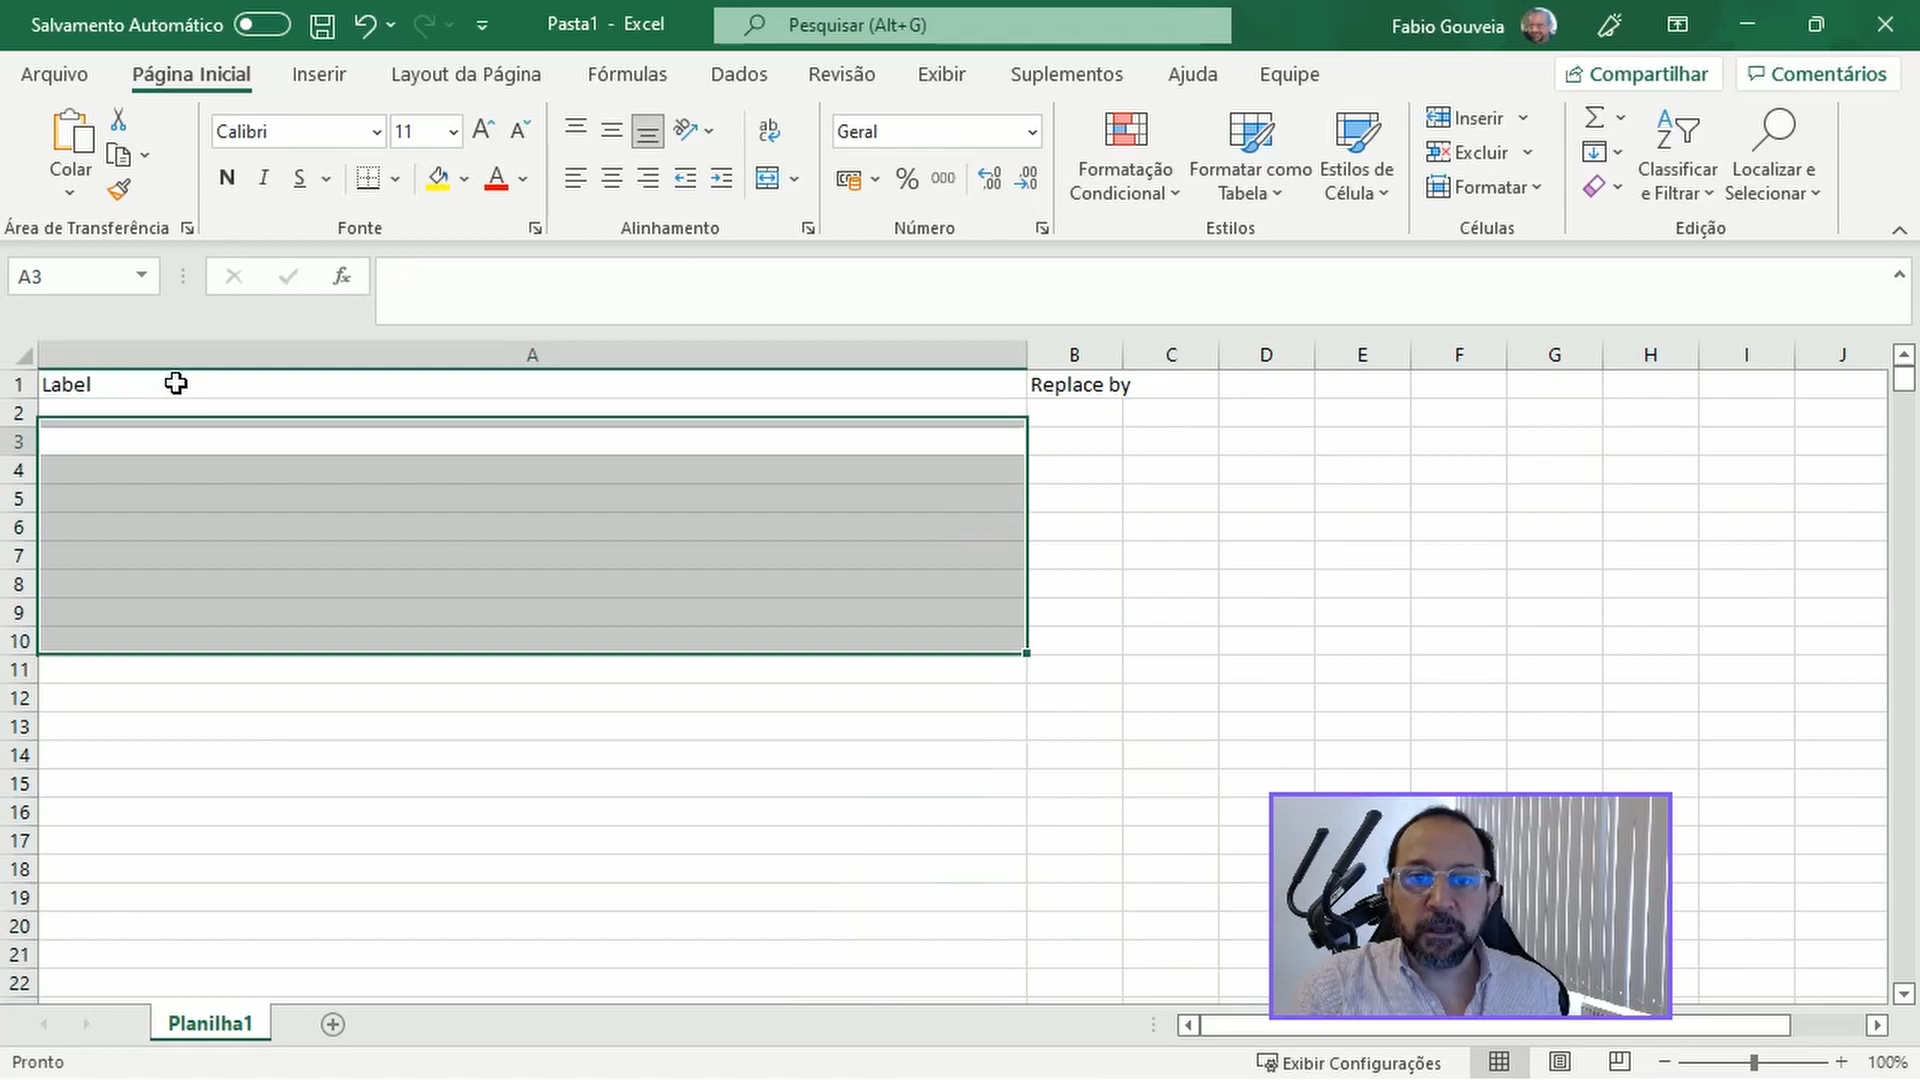 Salvamento Automático
Pasta1 - Excel
Pesquisar (Alt+G)
Fabio Gouveia
Arquivo
Página Inicial
Inserir
Layout da Página
Fórmulas
Dados
Revisão
Exibir
Suplementos
Ajuda
Equipe
Compartilhar
Comentários
Colar
Área de Transferência
Calibri
11
N I S
A
Fonte
ab
Alinhamento
Geral
% 000
,00
Número
Formatação
Condicional
Formatar como
Tabela
Estilos de
Célula
Estilos
Inserir
Excluir
Formatar
Células
Classificar
e Filtrar
Localizar e
Selecionar
Edição
A3
fx
A B C D E F G H I J
1 Label Replace by
2
3
4
5
6
7
8
9
10
11
12
13
14
15
16
17
18
19
20
21
22
Planilha1
Pronto
Exibir Configurações
100%